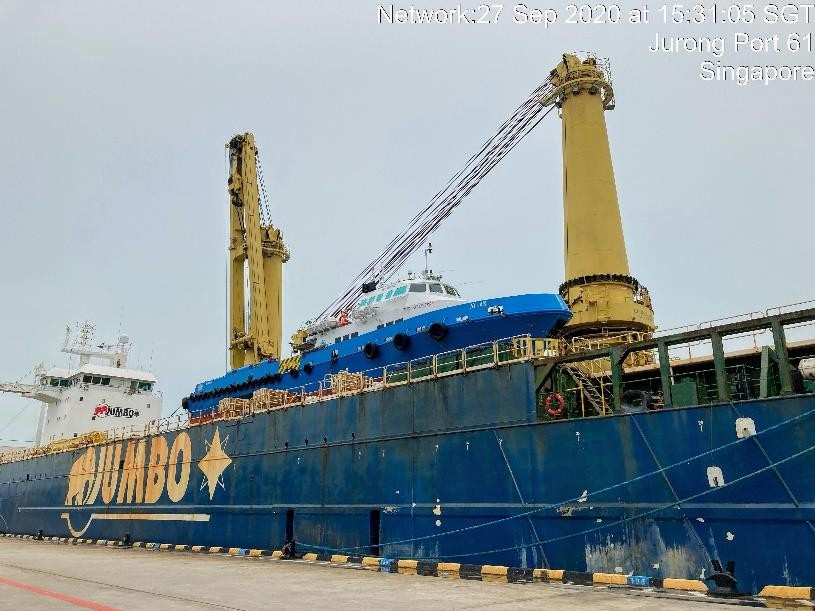 Network:27 Sep 2020 at 15:31:05 SGT
Jurong Port 61
Singapore
JUMBO
JUMBO